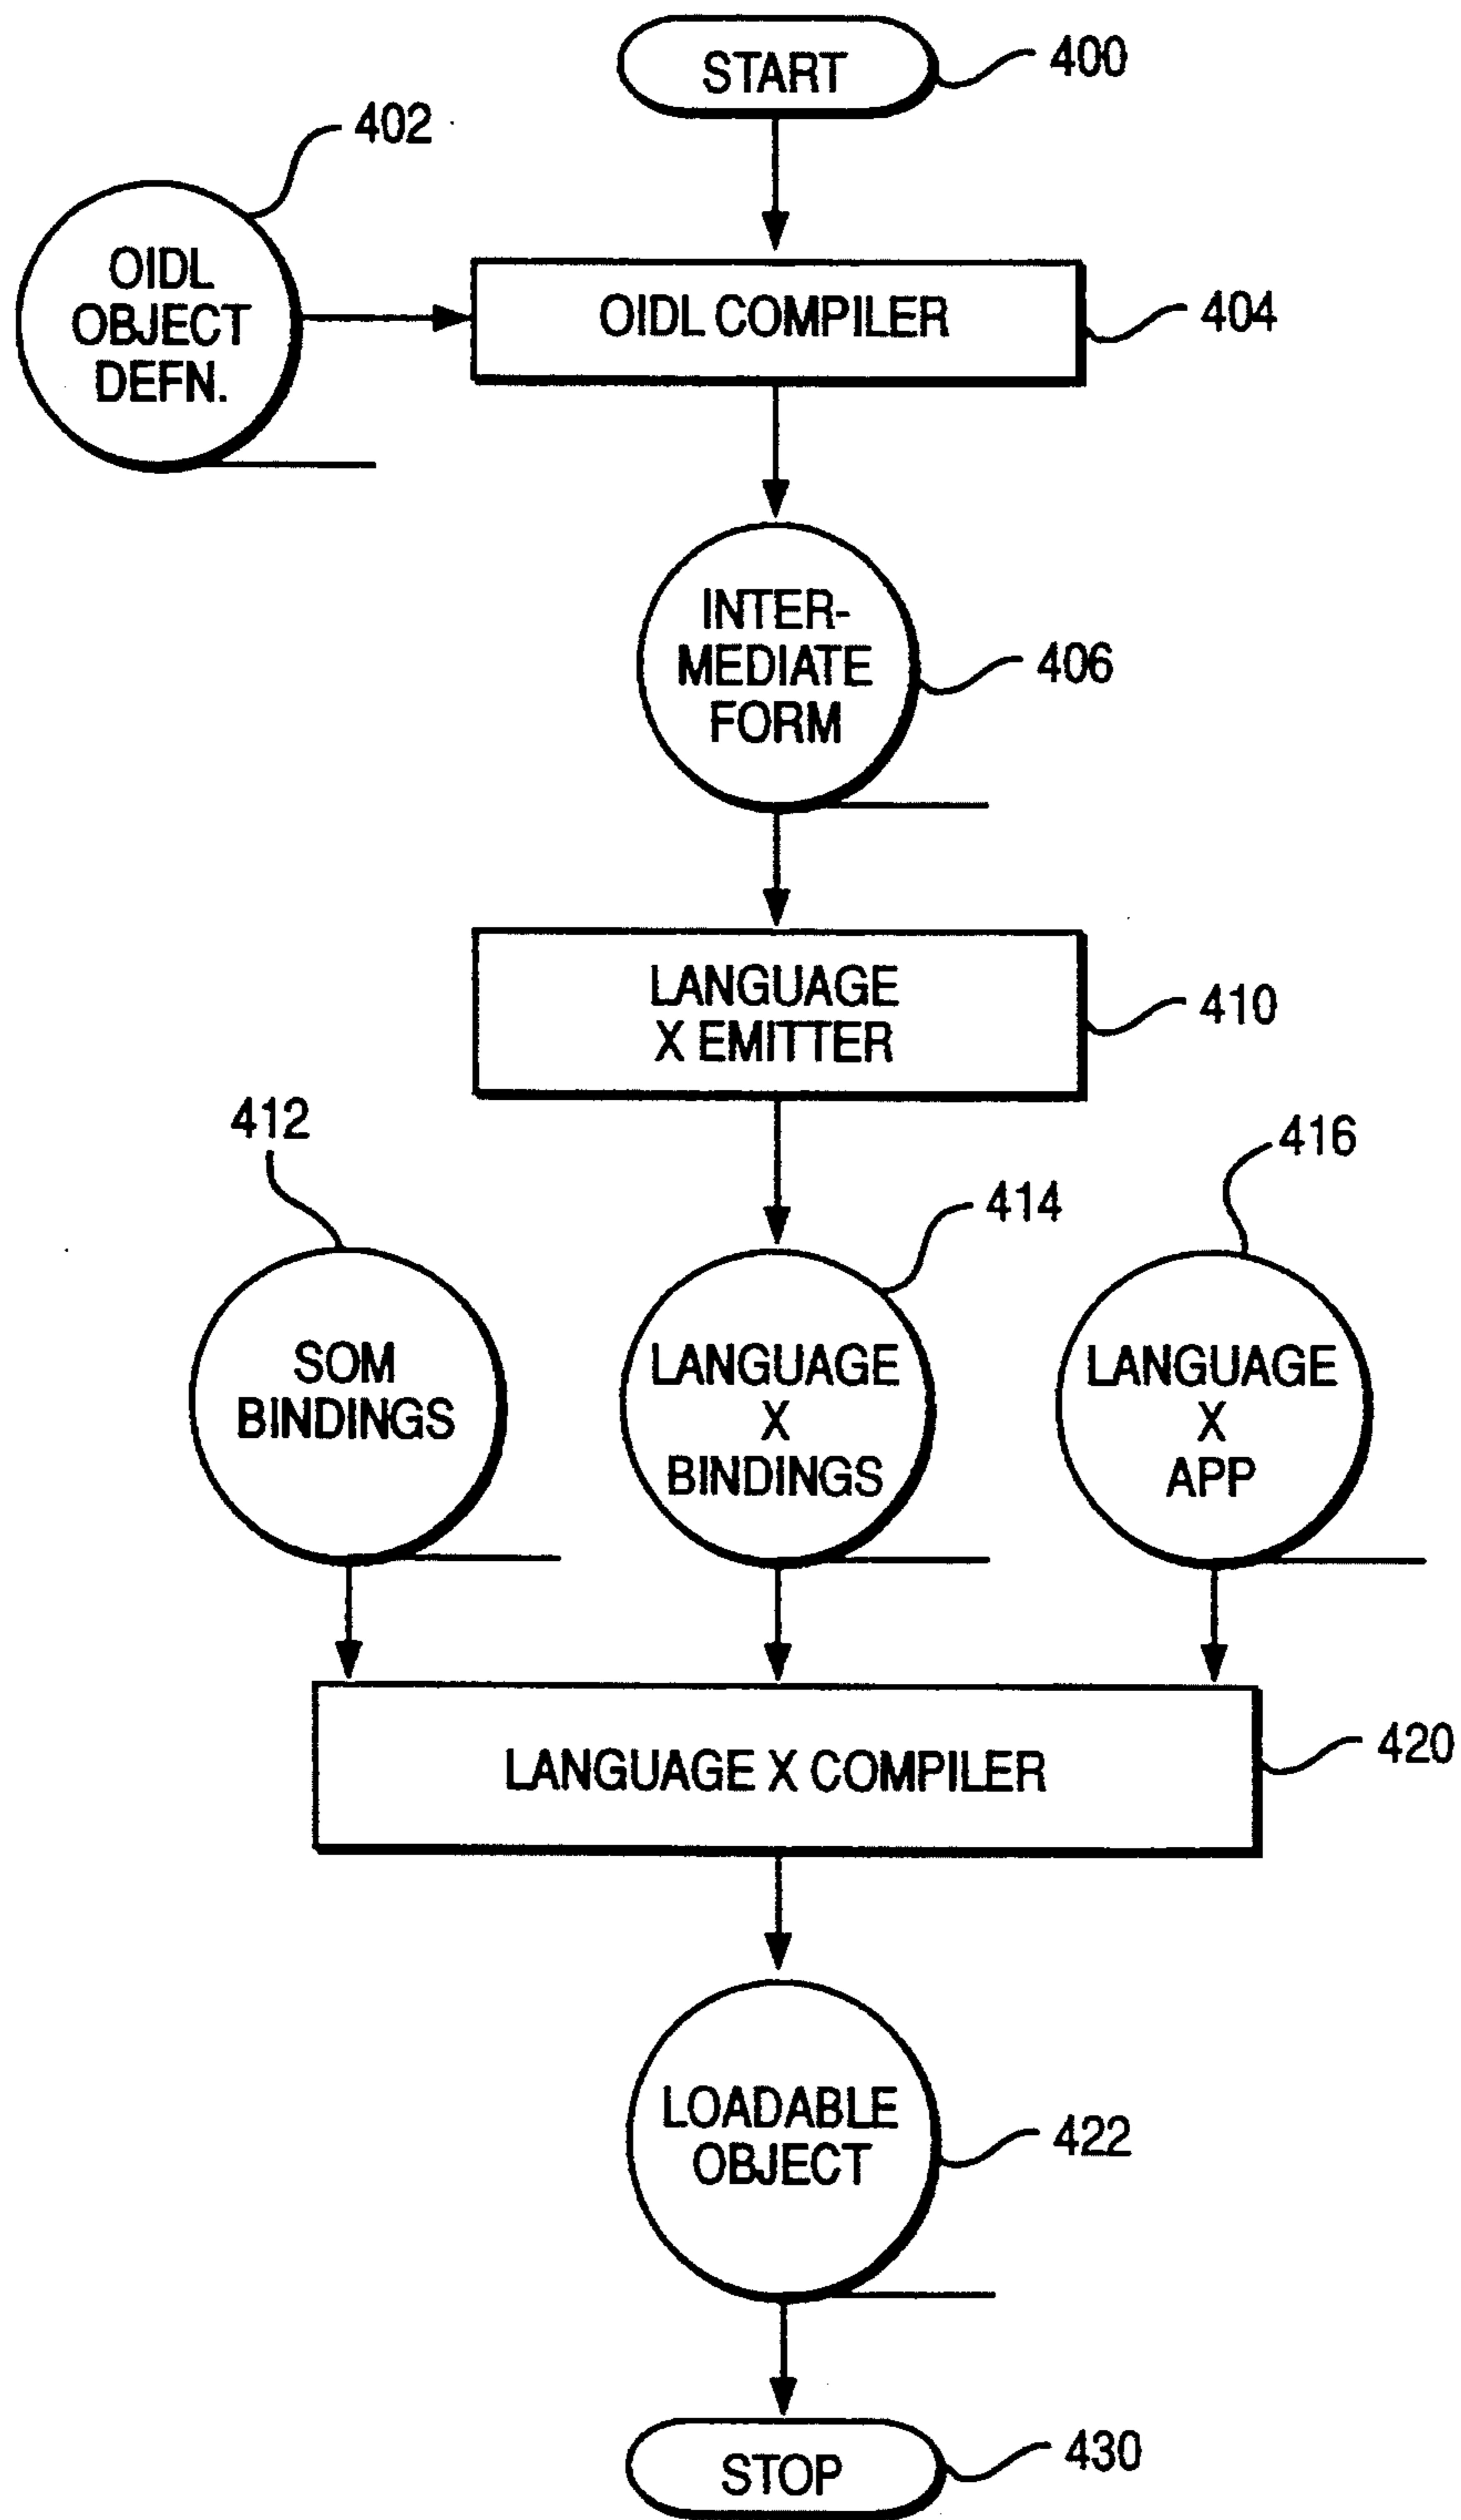 START
400
402
OIDL
OBJECT
DEFN.
OIDL COMPILER
404
INTER-
MEDIATE
FORM
406
LANGUAGE
X EMITTER
410
412
414
416
SOM
BINDINGS
LANGUAGE
X
BINDINGS
LANGUAGE
X
APP
LANGUAGE X COMPILER
420
LOADABLE
OBJECT
422
STOP
430